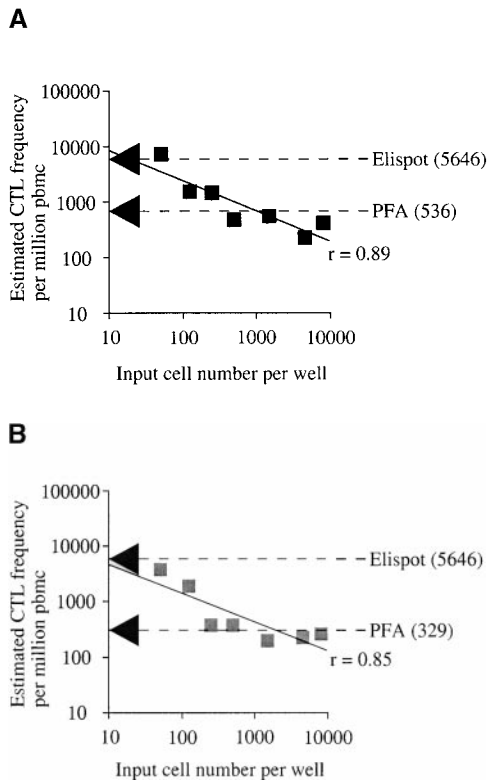 A
Estimated CTL frequency
per million pbmc
100000
10000
1000
100
10
Elispot (5646)
PFA (536)
r = 0.89
10 100 1000 10000
Input cell number per well
B
Estimated CTL frequency
per million pbmc
100000
10000
1000
100
10
Elispot (5646)
PFA (329)
r = 0.85
10 100 1000 10000
Input cell number per well